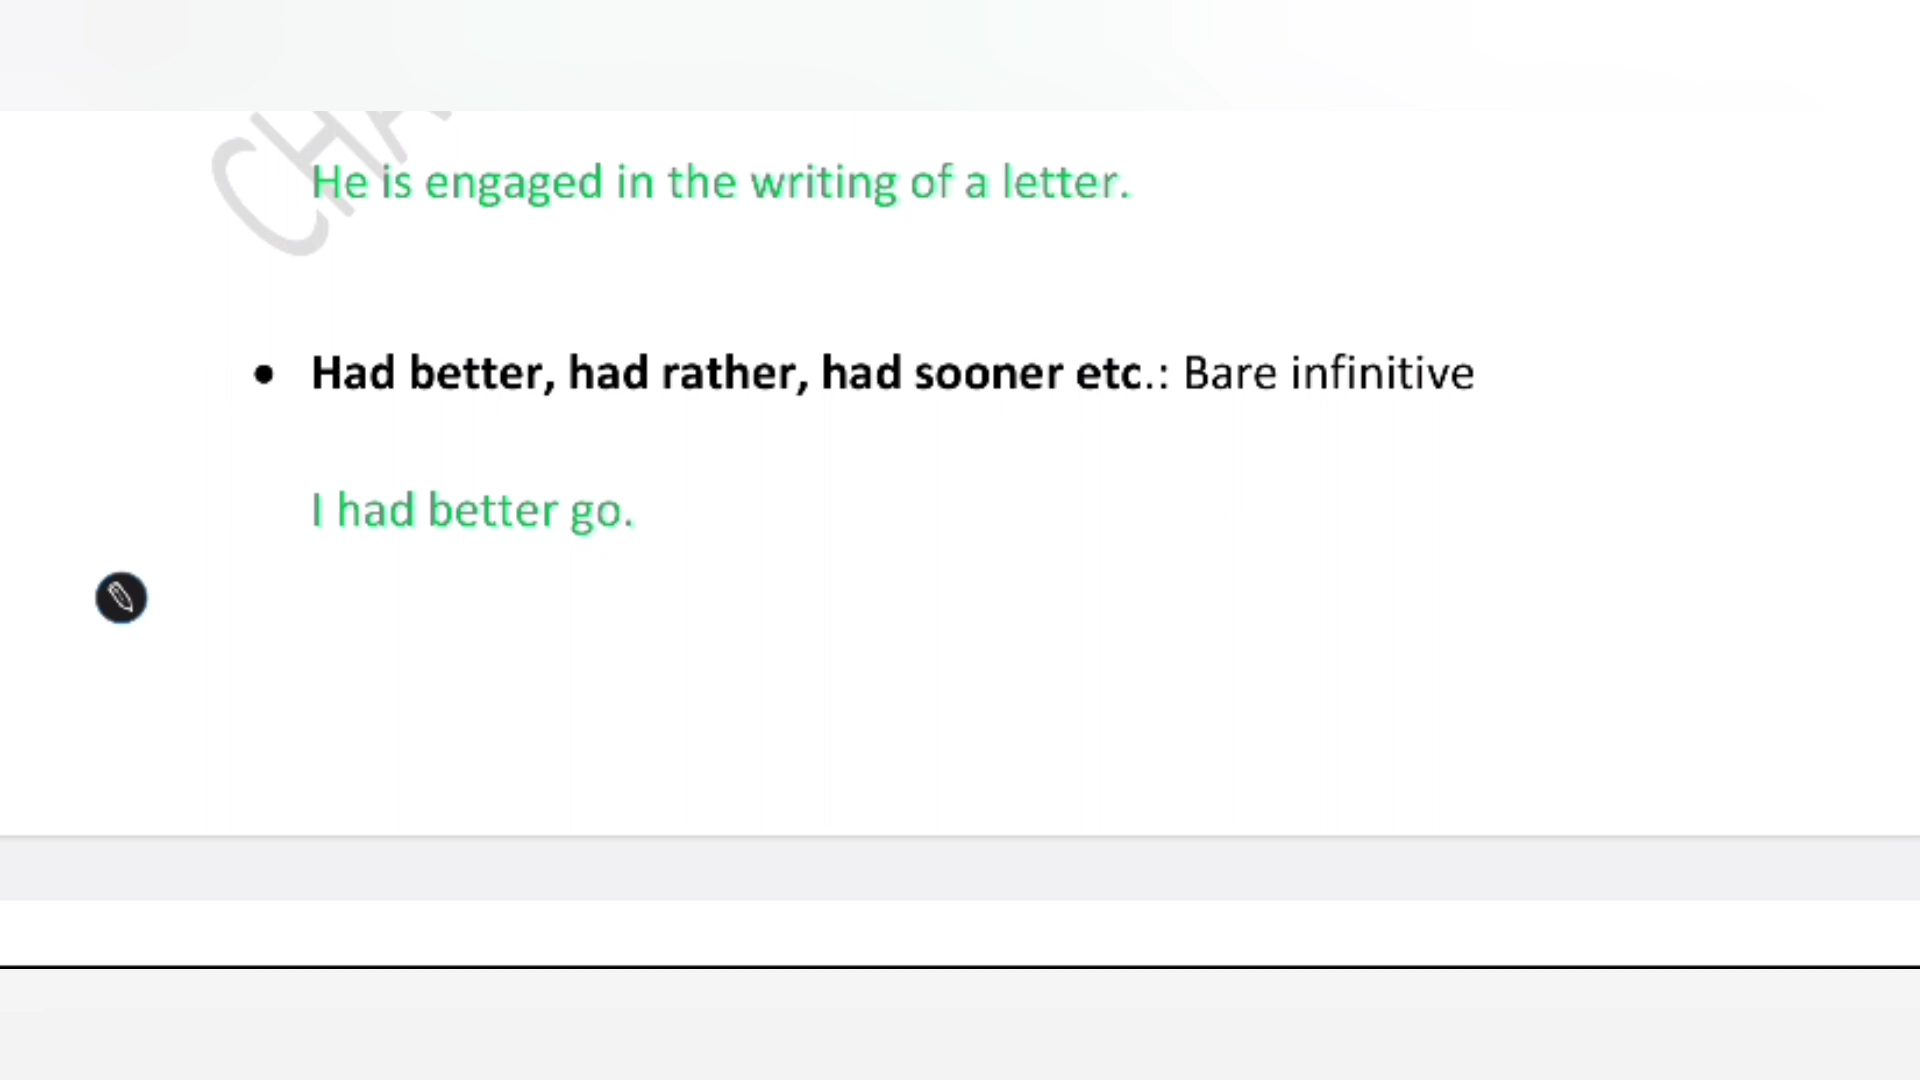 He is engaged in the writing of a letter.
• Had better, had rather, had sooner etc.: Bare infinitive
I had better go.